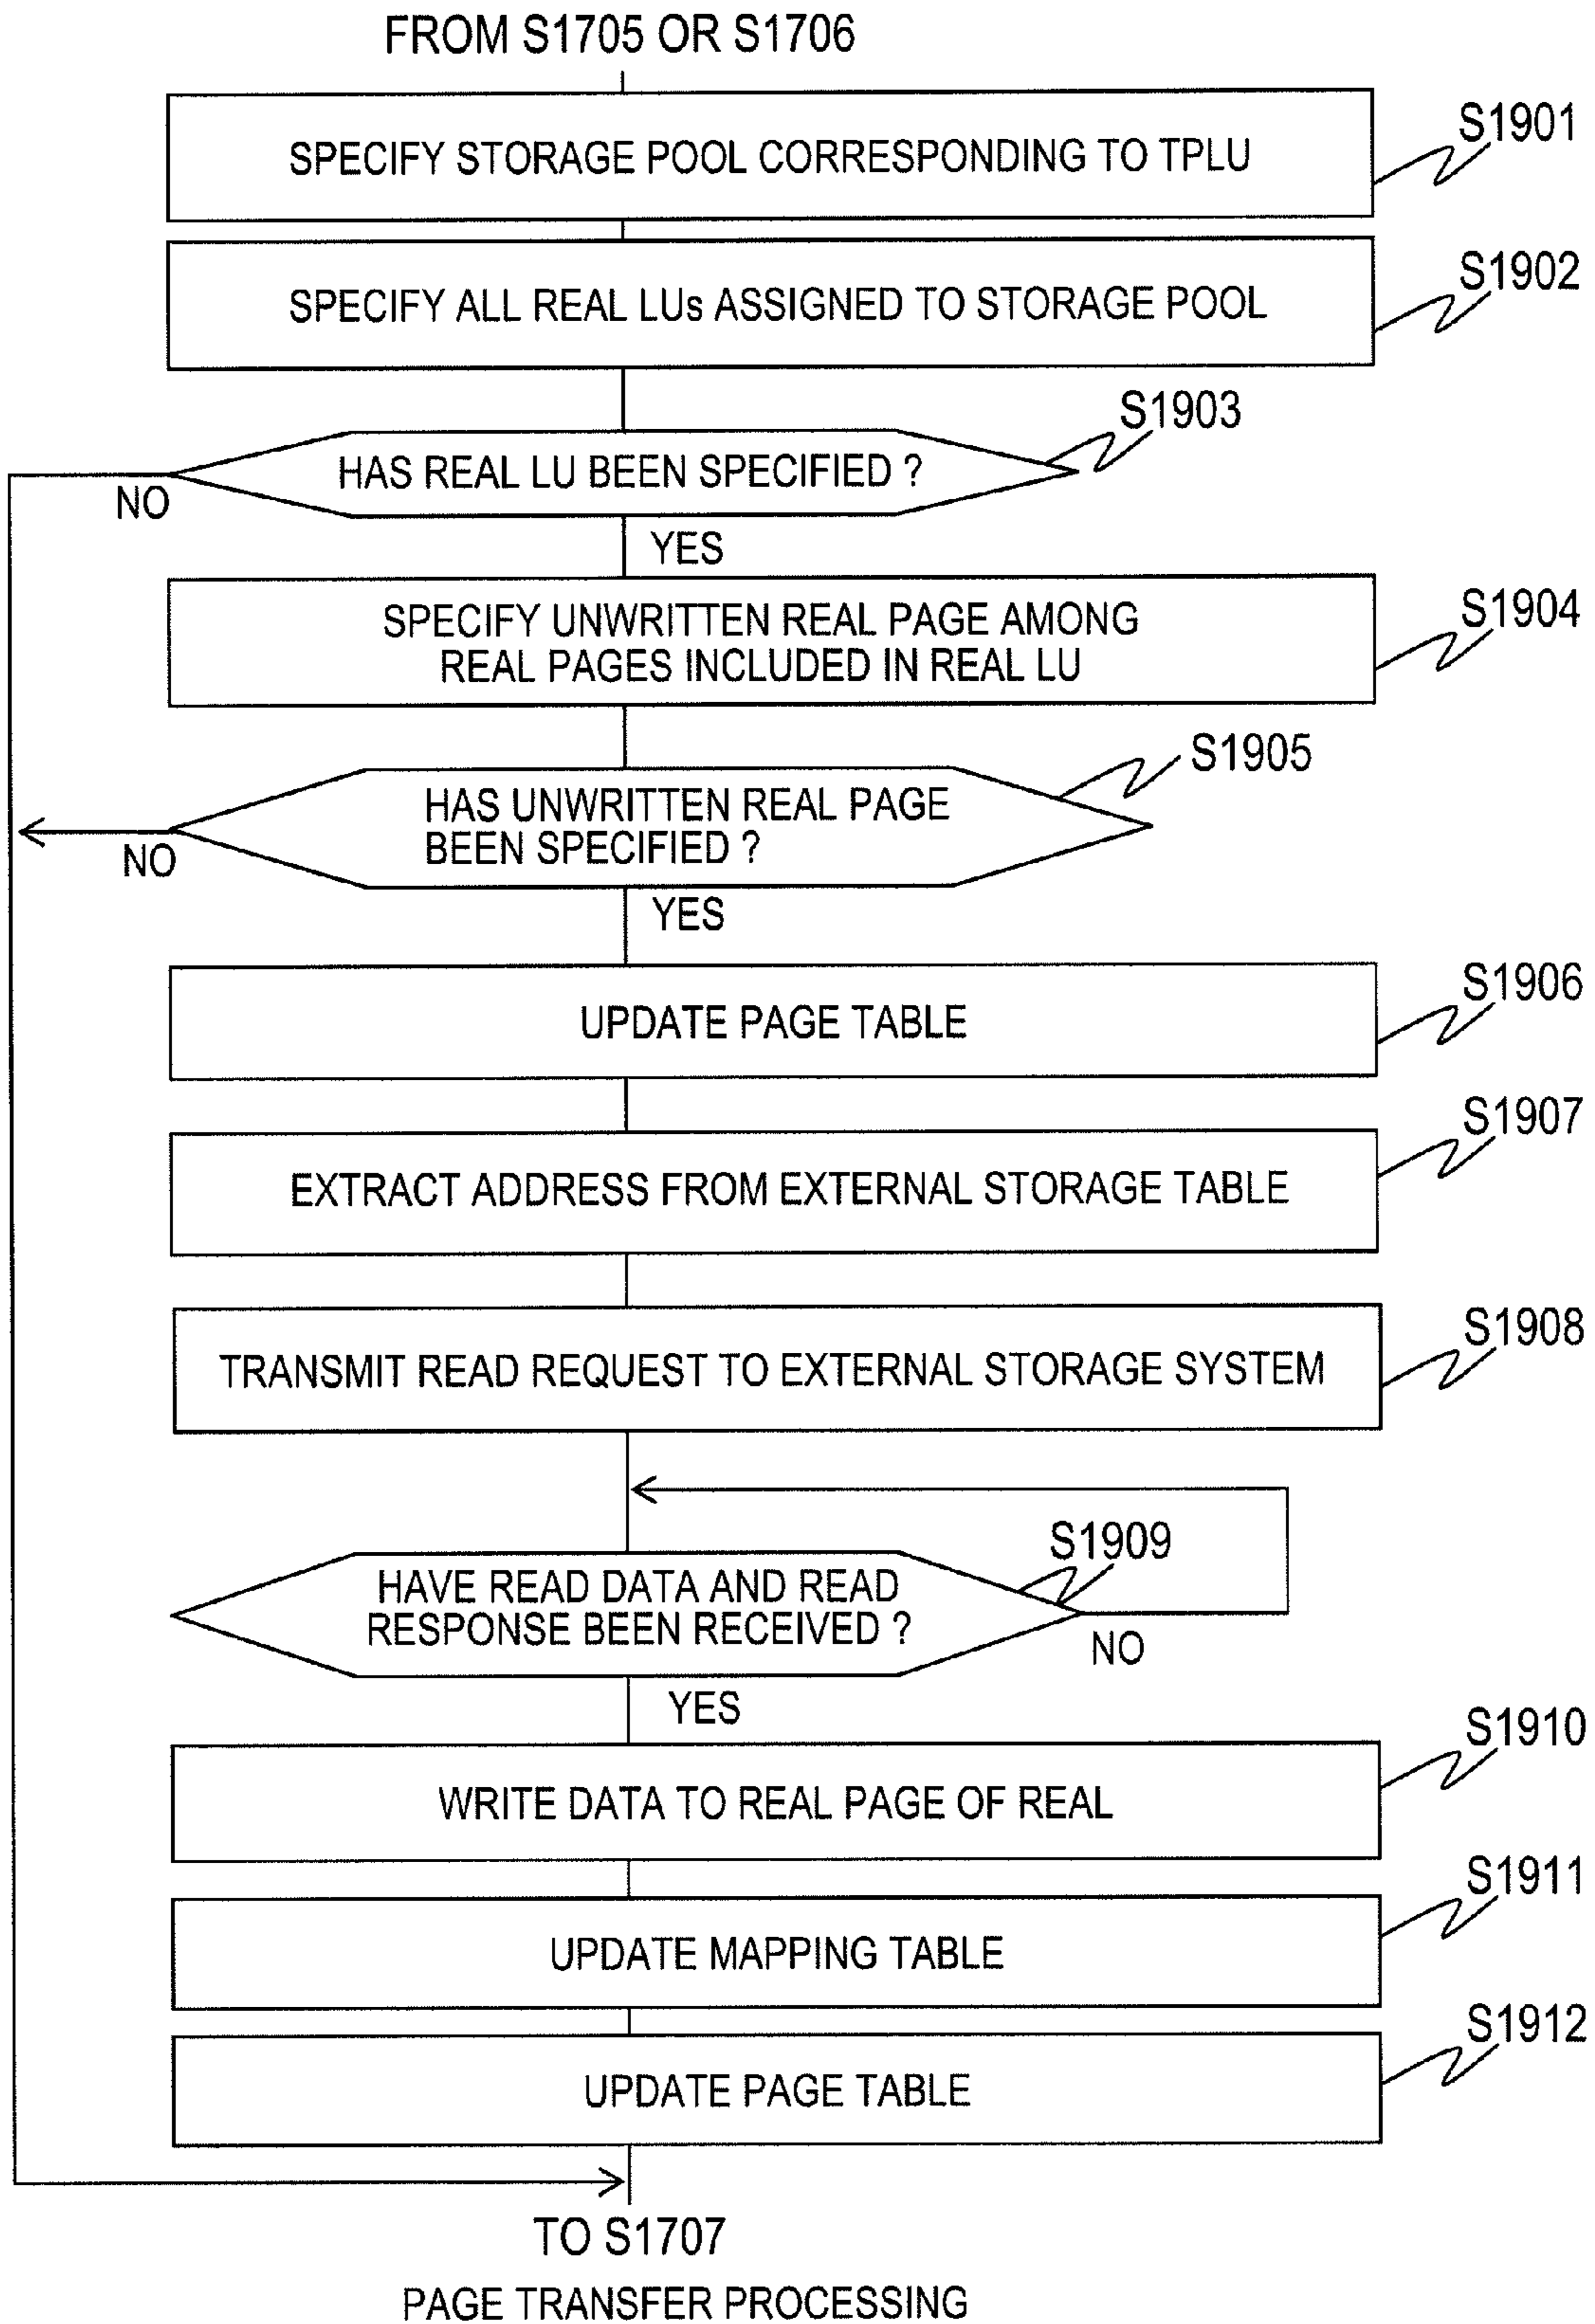 FROM S1705 OR S1706
S1901
SPECIFY STORAGE POOL CORRESPONDING TO TPLU
S1902
SPECIFY ALL REAL LUs ASSIGNED TO STORAGE POOL
S1903
HAS REAL LU BEEN SPECIFIED ?
NO
YES
S1904
SPECIFY UNWRITTEN REAL PAGE AMONG
REAL PAGES INCLUDED IN REAL LU
S1905
HAS UNWRITTEN REAL PAGE
BEEN SPECIFIED ?
NO
YES
S1906
UPDATE PAGE TABLE
S1907
EXTRACT ADDRESS FROM EXTERNAL STORAGE TABLE
S1908
TRANSMIT READ REQUEST TO EXTERNAL STORAGE SYSTEM
S1909
HAVE READ DATA AND READ
RESPONSE BEEN RECEIVED ?
NO
YES
S1910
WRITE DATA TO REAL PAGE OF REAL
S1911
UPDATE MAPPING TABLE
S1912
UPDATE PAGE TABLE
TO S1707
PAGE TRANSFER PROCESSING